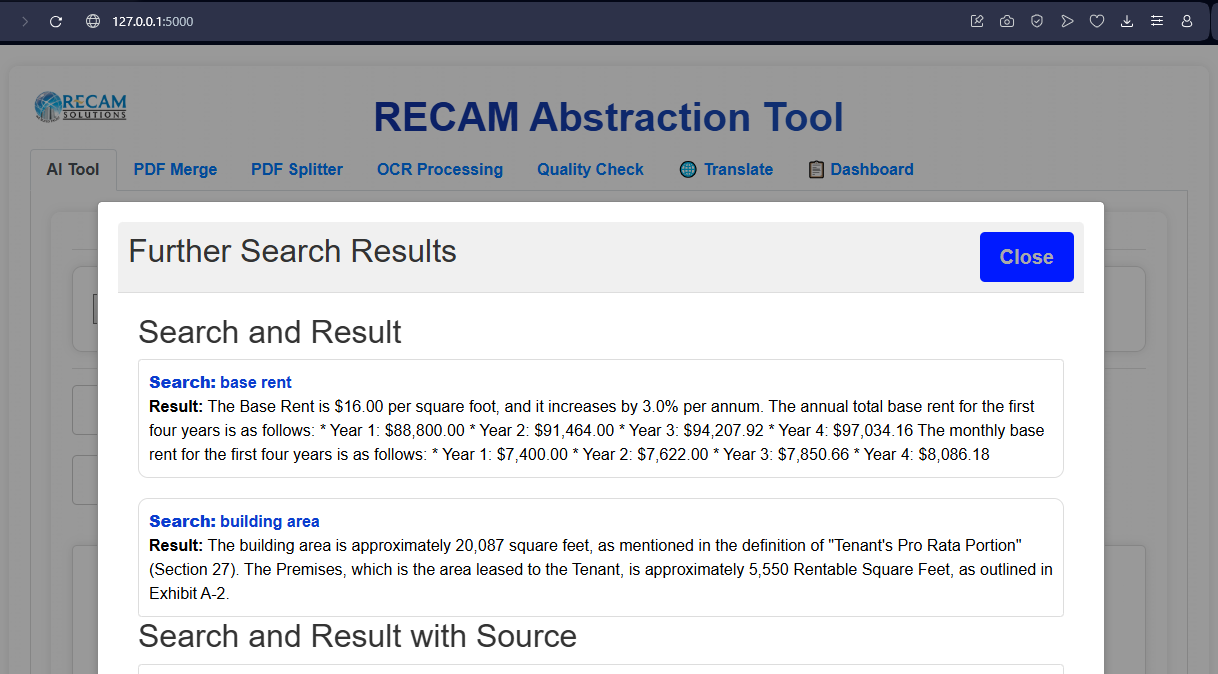 127.0.0.1:5000
RECAM
SOLUTIONS
RECAM Abstraction Tool
AI Tool PDF Merge PDF Splitter OCR Processing Quality Check Translate Dashboard
Further Search Results
Close
Search and Result
Search: base rent
Result: The Base Rent is $16.00 per square foot, and it increases by 3.0% per annum. The annual total base rent for the first
four years is as follows: * Year 1: $88,800.00 * Year 2: $91,464.00 * Year 3: $94,207.92 * Year 4: $97,034.16 The monthly base
rent for the first four years is as follows: * Year 1: $7,400.00 * Year 2: $7,622.00 * Year 3: $7,850.66 * Year 4: $8,086.18
Search: building area
Result: The building area is approximately 20,087 square feet, as mentioned in the definition of "Tenant's Pro Rata Portion"
(Section 27). The Premises, which is the area leased to the Tenant, is approximately 5,550 Rentable Square Feet, as outlined in
Exhibit A-2.
Search and Result with Source